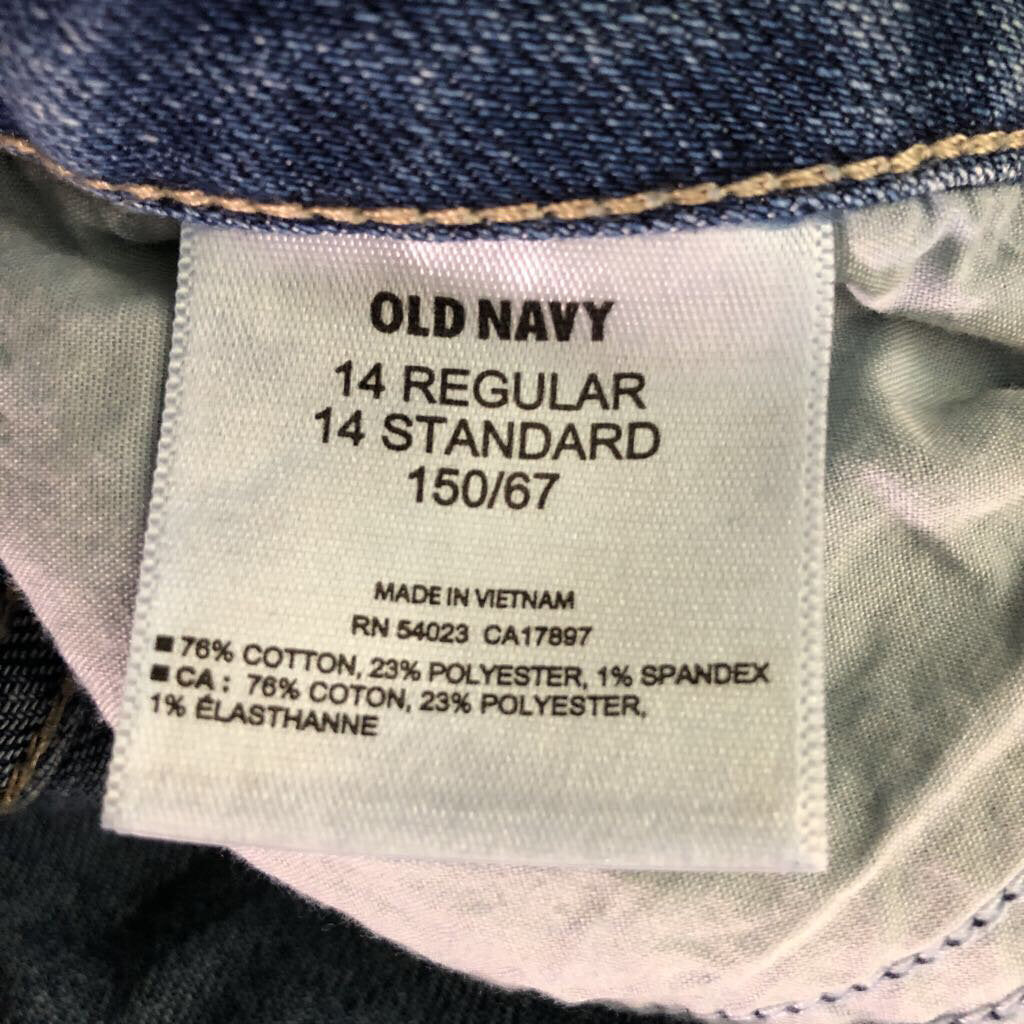 OLD NAVY
14 REGULAR
14 STANDARD
150/67
MADE IN VIETNAM
RN 54023 CA17897
■ 76% COTTON, 23% POLYESTER, 1% SPANDEX
■ CA : 76% COTON, 23% POLYESTER,
1% ÉLASTHANNE